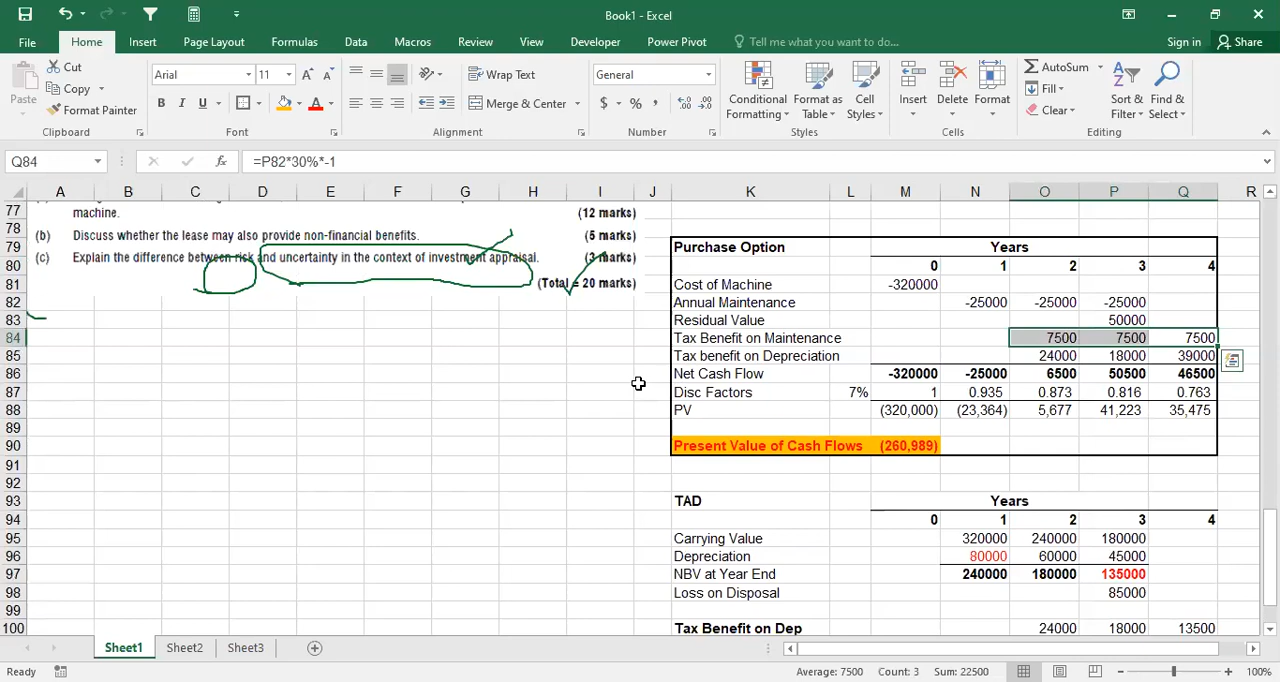 Book1 - Excel
File Home Insert Page Layout Formulas Data Macros Review View Developer Power Pivot Tell me what you want to do... Sign in Share
Paste Cut Copy Format Painter Clipboard
Arial 11 A A B I U A Font
Wrap Text Merge & Center Alignment
General $ % , Number
Conditional Formatting Format as Table Cell Styles Styles
Insert Delete Format Cells
AutoSum Fill Clear Sort & Filter Find & Select Editing
Q84 fx =P82*30%*-1
A B C D E F G H I J K L M N O P Q R
77 machine. (12 marks)
78 (b) Discuss whether the lease may also provide non-financial benefits. (5 marks)
79 (c) Explain the difference between risk and uncertainty in the context of investment appraisal. (3 marks) Purchase Option Years
80 (Total = 20 marks) 0 1 2 3 4
81 Cost of Machine -320000
82 Annual Maintenance -25000 -25000 -25000
83 Residual Value 50000
84 Tax Benefit on Maintenance 7500 7500 7500
85 Tax benefit on Depreciation 24000 18000 39000
86 Net Cash Flow -320000 -25000 6500 50500 46500
87 Disc Factors 7% 1 0.935 0.873 0.816 0.763
88 PV (320,000) (23,364) 5,677 41,223 35,475
89
90 Present Value of Cash Flows (260,989)
91
92
93 TAD Years
94 0 1 2 3 4
95 Carrying Value 320000 240000 180000
96 Depreciation 80000 60000 45000
97 NBV at Year End 240000 180000 135000
98 Loss on Disposal 85000
99
100 Tax Benefit on Dep 24000 18000 13500
Sheet1 Sheet2 Sheet3
Ready Average: 7500 Count: 3 Sum: 22500 100%